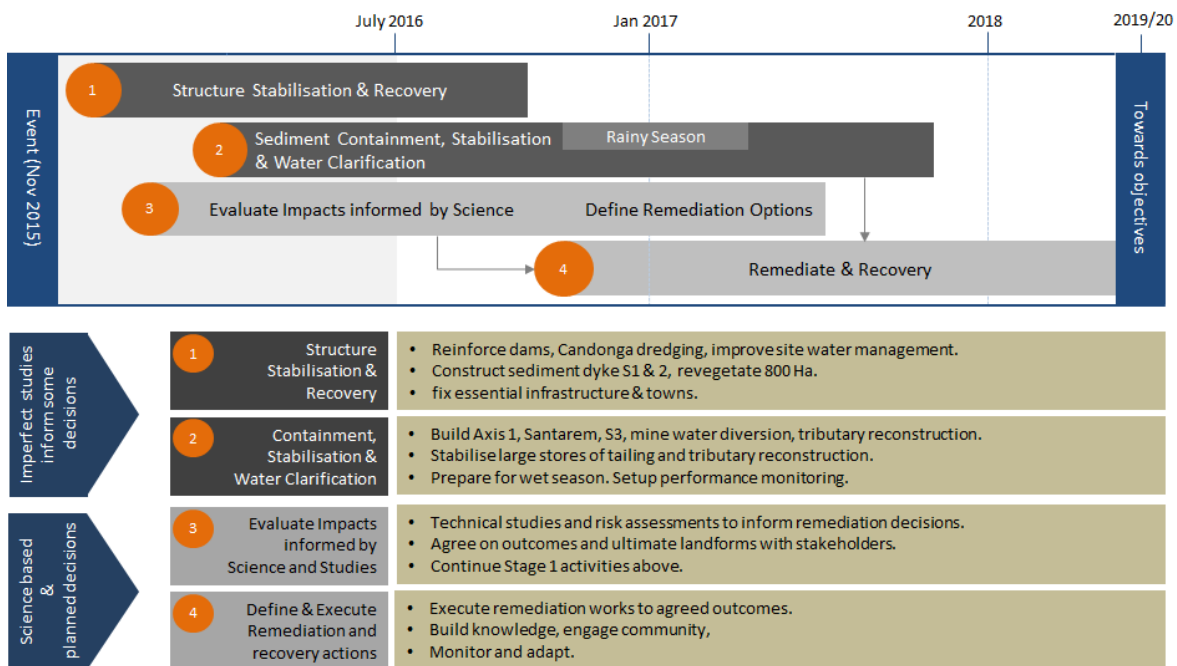 July 2016
Jan 2017
2018
2019/20
Event (Nov 2015)
1
Structure Stabilisation & Recovery
2
Sediment Containment, Stabilisation
& Water Clarification
Rainy Season
3
Evaluate Impacts informed by Science
Define Remediation Options
4
Remediate & Recovery
Towards objectives
Imperfect studies
inform some
decisions
1
Structure
Stabilisation &
Recovery
• Reinforce dams, Candonga dredging, improve site water management.
• Construct sediment dyke S1 & 2, revegetate 800 Ha.
• fix essential infrastructure & towns.
2
Containment,
Stabilisation &
Water Clarification
• Build Axis 1, Santarem, S3, mine water diversion, tributary reconstruction.
• Stabilise large stores of tailing and tributary reconstruction.
• Prepare for wet season. Setup performance monitoring.
Science based
&
planned decisions
3
Evaluate Impacts
informed by
Science and Studies
• Technical studies and risk assessments to inform remediation decisions.
• Agree on outcomes and ultimate landforms with stakeholders.
• Continue Stage 1 activities above.
4
Define & Execute
Remediation and
recovery actions
• Execute remediation works to agreed outcomes.
• Build knowledge, engage community,
• Monitor and adapt.